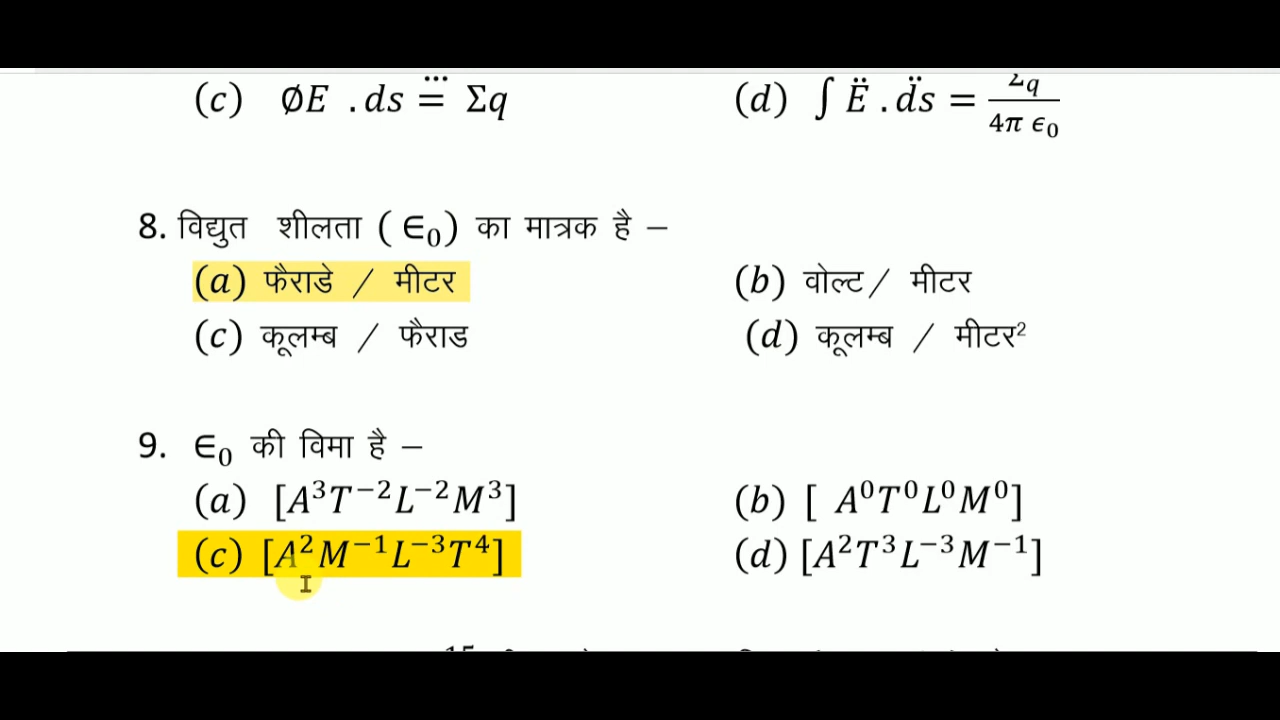 (c) ∅E . ds ⃛= Σq (d) ∫ Ë . d̈s = Σq / 4π ϵ₀
8. विद्युत शीलता ( ∈₀) का मात्रक है –
(a) फैराडे / मीटर (b) वोल्ट / मीटर
(c) कूलम्ब / फैराड (d) कूलम्ब / मीटर²
9. ∈₀ की विमा है –
(a) [A³T⁻²L⁻²M³] (b) [ A⁰T⁰L⁰M⁰]
(c) [A²M⁻¹L⁻³T⁴] (d) [A²T³L⁻³M⁻¹]